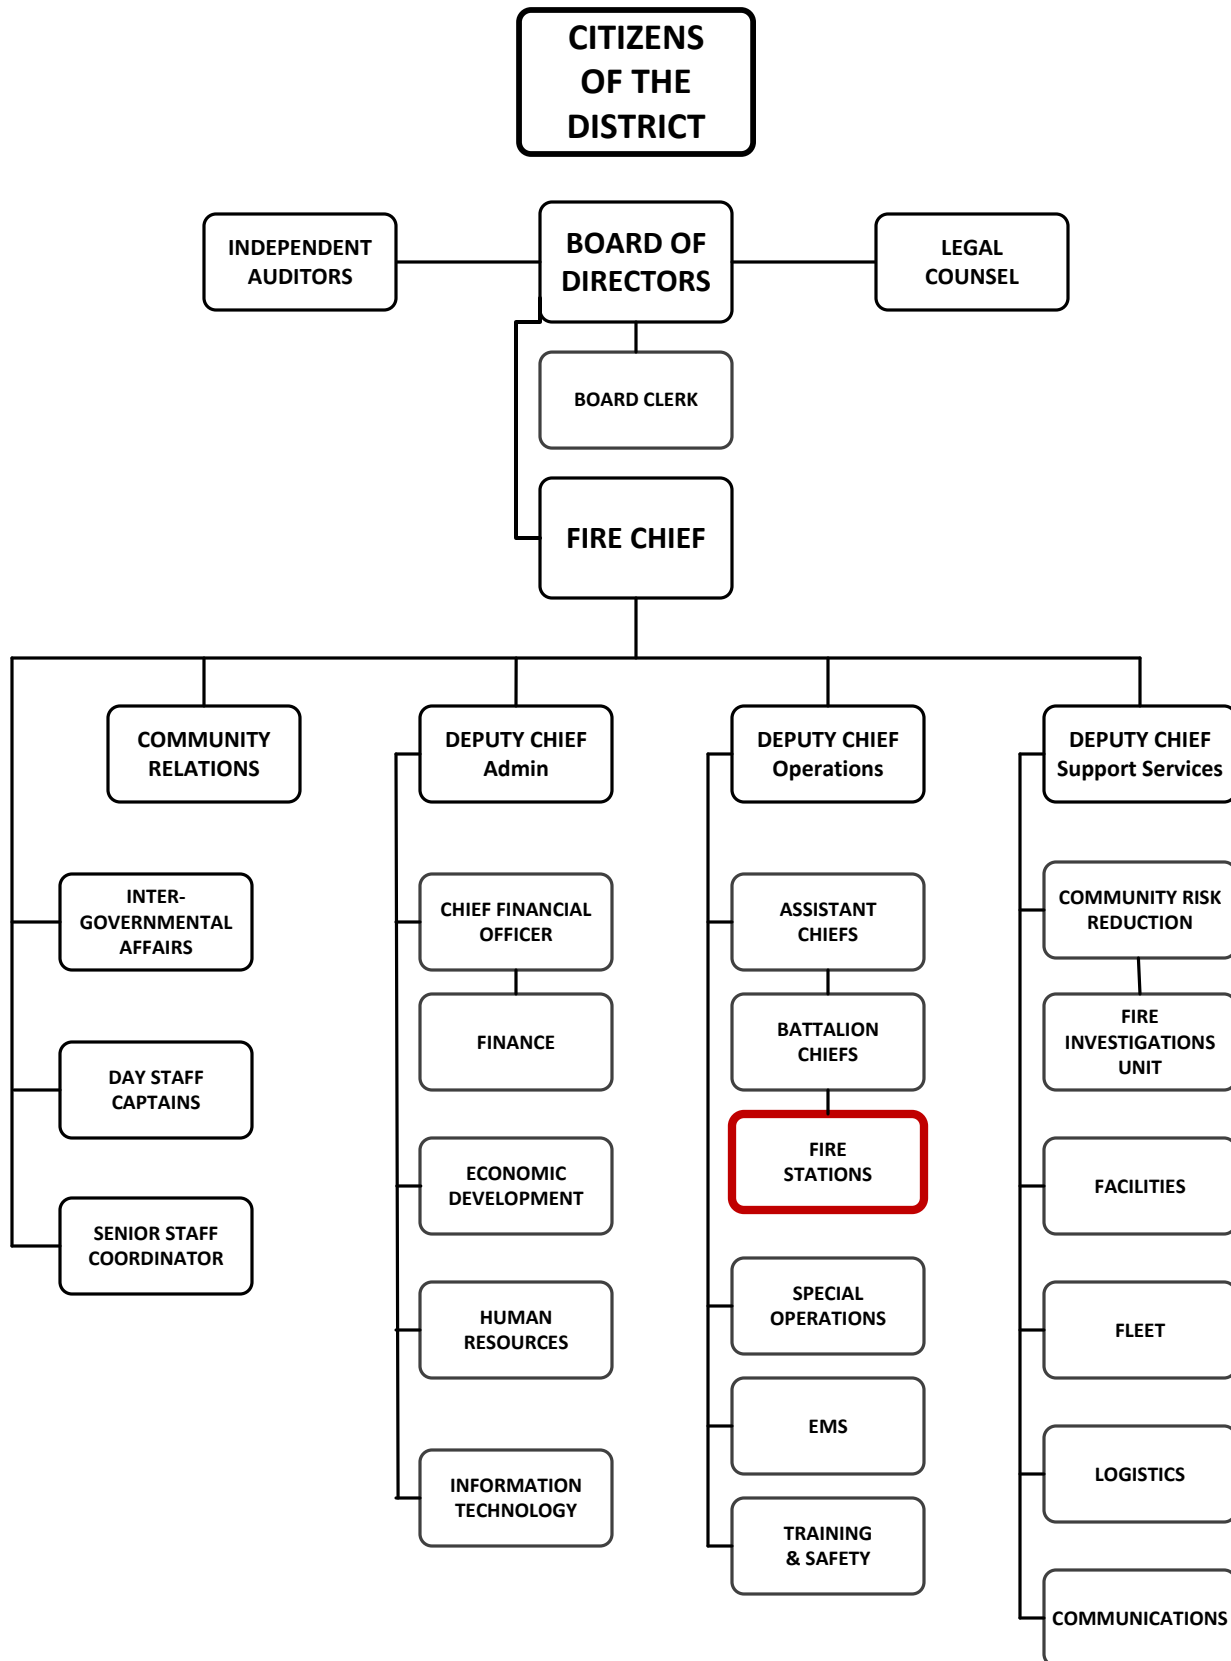 CITIZENS
OF THE
DISTRICT
INDEPENDENT
AUDITORS
BOARD OF
DIRECTORS
LEGAL
COUNSEL
BOARD CLERK
FIRE CHIEF
COMMUNITY
RELATIONS
DEPUTY CHIEF
Admin
DEPUTY CHIEF
Operations
DEPUTY CHIEF
Support Services
INTER-
GOVERNMENTAL
AFFAIRS
CHIEF FINANCIAL
OFFICER
ASSISTANT
CHIEFS
COMMUNITY RISK
REDUCTION
FINANCE
BATTALION
CHIEFS
FIRE
INVESTIGATIONS
UNIT
DAY STAFF
CAPTAINS
FIRE
STATIONS
ECONOMIC
DEVELOPMENT
FACILITIES
SENIOR STAFF
COORDINATOR
HUMAN
RESOURCES
SPECIAL
OPERATIONS
FLEET
EMS
INFORMATION
TECHNOLOGY
LOGISTICS
TRAINING
& SAFETY
COMMUNICATIONS